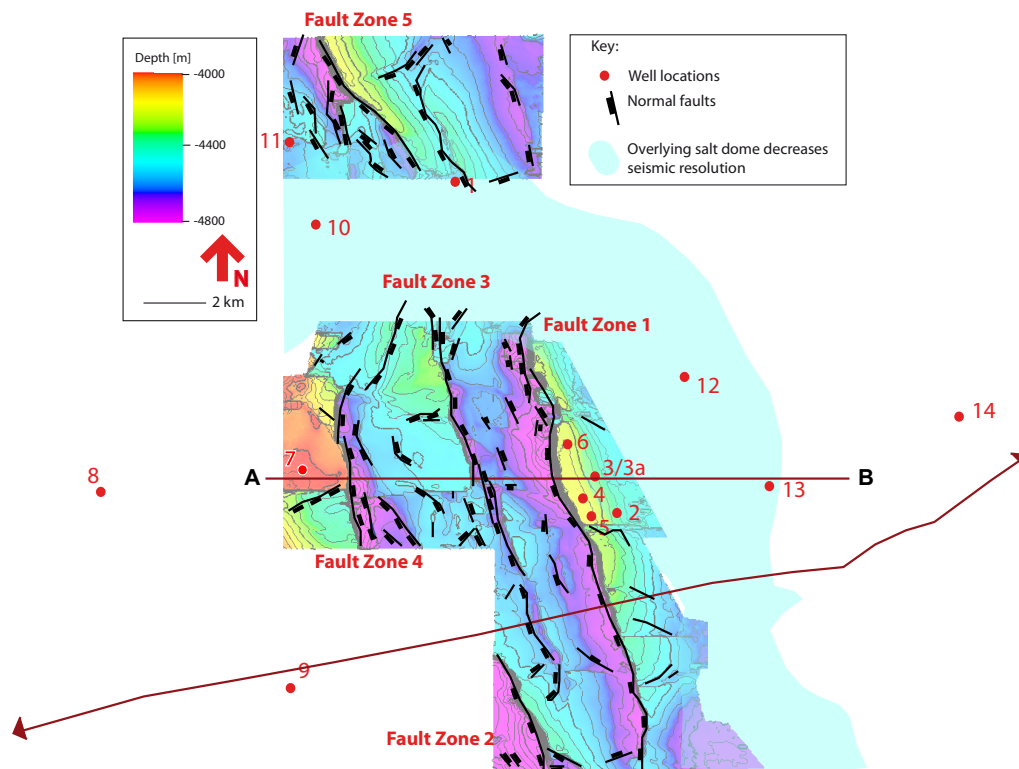 Fault Zone 5
Depth [m]
-4000
-4400
-4800
N
2 km
Key:
Well locations
Normal faults
Overlying salt dome decreases
seismic resolution
11
1
10
Fault Zone 3
Fault Zone 1
12
14
6
7
3/3a
A
B
8
13
4
2
5
Fault Zone 4
9
Fault Zone 2